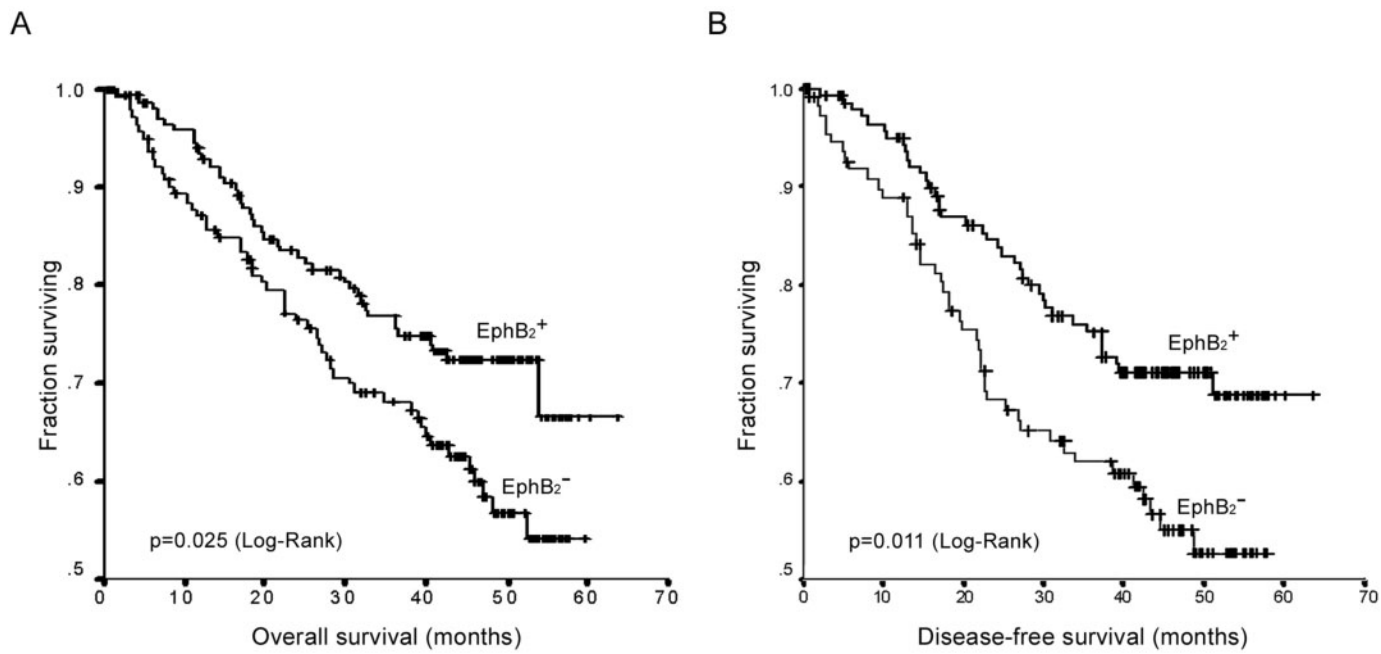 A
B
1.0
.9
.8
.7
.6
.5
Fraction surviving
EphB2+
EphB2-
p=0.025 (Log-Rank)
0 10 20 30 40 50 60 70
Overall survival (months)
1.0
.9
.8
.7
.6
.5
Fraction surviving
EphB2+
EphB2-
p=0.011 (Log-Rank)
0 10 20 30 40 50 60 70
Disease-free survival (months)